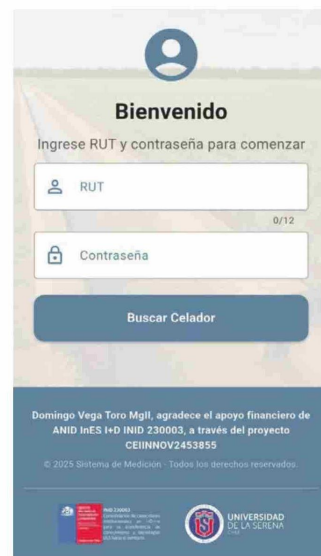 Bienvenido
Ingrese RUT y contraseña para comenzar
RUT
0/12
Contraseña
Buscar Celador
Domingo Vega Toro MgII, agradece el apoyo financiero de
ANID InES I+D INID 230003, a través del proyecto
CEIINNOV2453855
© 2025 Sistema de Medición - Todos los derechos reservados.
INID 230003
UNIVERSIDAD
DE LA SERENA